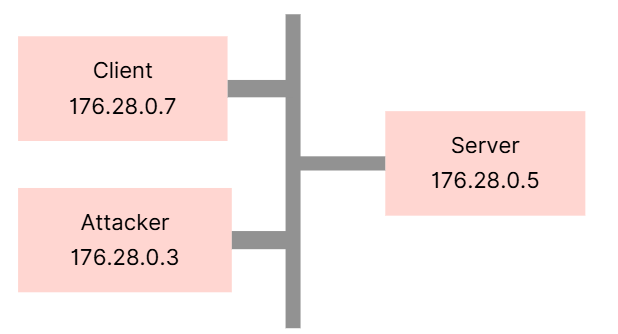 Client
176.28.0.7
Attacker
176.28.0.3
Server
176.28.0.5